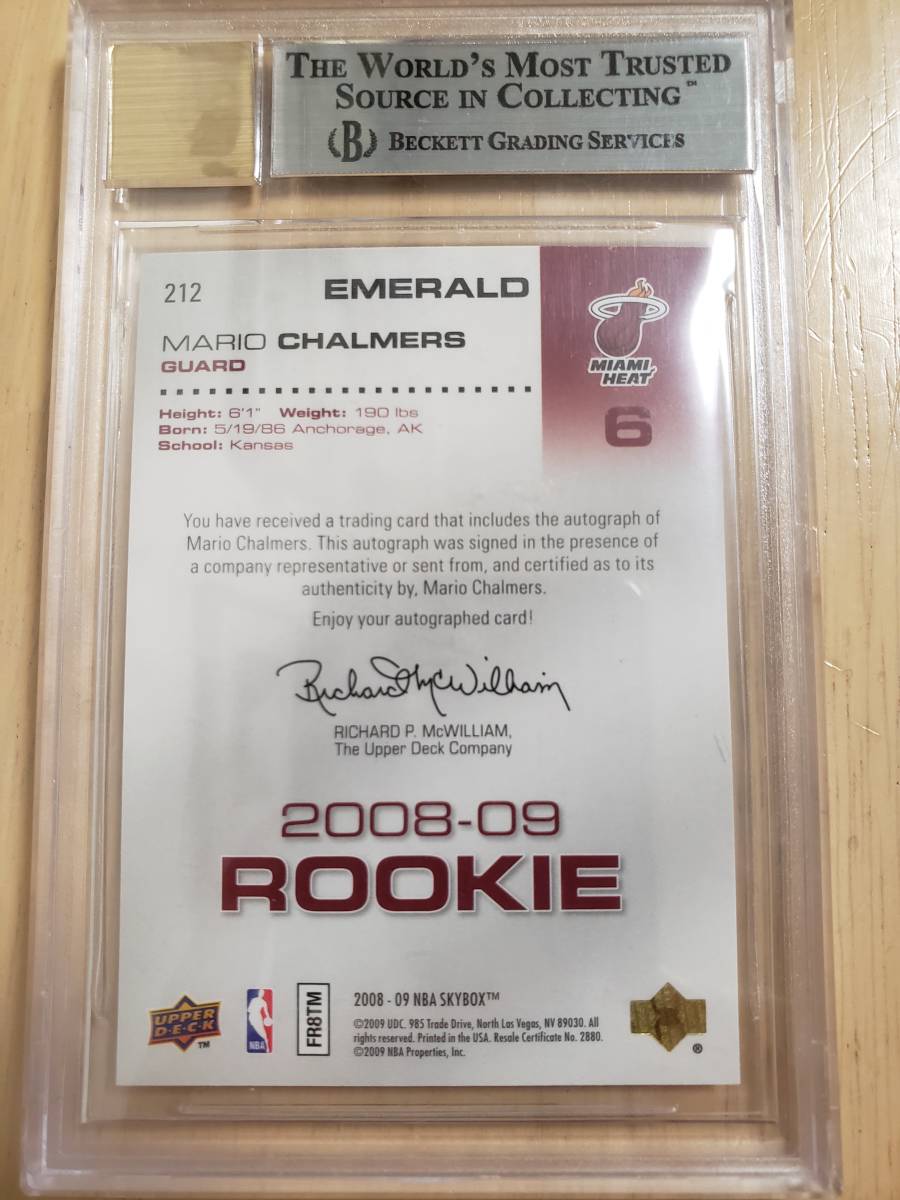 THE WORLD'S MOST TRUSTED
SOURCE IN COLLECTING™
B BECKETT GRADING SERVICES
212
EMERALD
MARIO CHALMERS
GUARD
MIAMI
HEAT
6
Height: 6'1" Weight: 190 lbs
Born: 5/19/86 Anchorage, AK
School: Kansas
You have received a trading card that includes the autograph of
Mario Chalmers. This autograph was signed in the presence of
a company representative or sent from, and certified as to its
authenticity by, Mario Chalmers.
Enjoy your autographed card!
Richard McWilliam
RICHARD P. McWILLIAM,
The Upper Deck Company
2008-09
ROOKIE
UPPER
D·E·C·K
TM
NBA
FR8TM
2008 - 09 NBA SKYBOX™
©2009 UDC. 985 Trade Drive, North Las Vegas, NV 89030. All
rights reserved. Printed in the USA. Resale Certificate No. 2880.
©2009 NBA Properties, Inc.
®